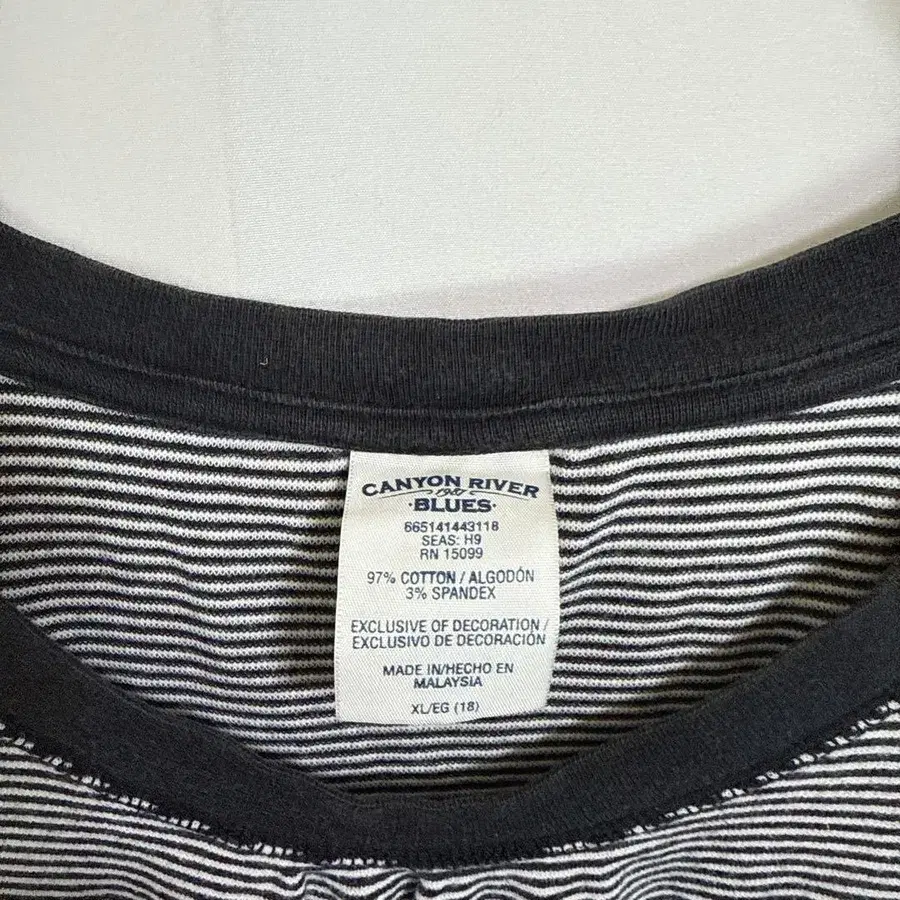 CANYON RIVER
1987
·BLUES·
665141443118
SEAS: H9
RN 15099
97% COTTON / ALGODÓN
3% SPANDEX
EXCLUSIVE OF DECORATION /
EXCLUSIVO DE DECORACIÓN
MADE IN/HECHO EN
MALAYSIA
XL/EG (18)